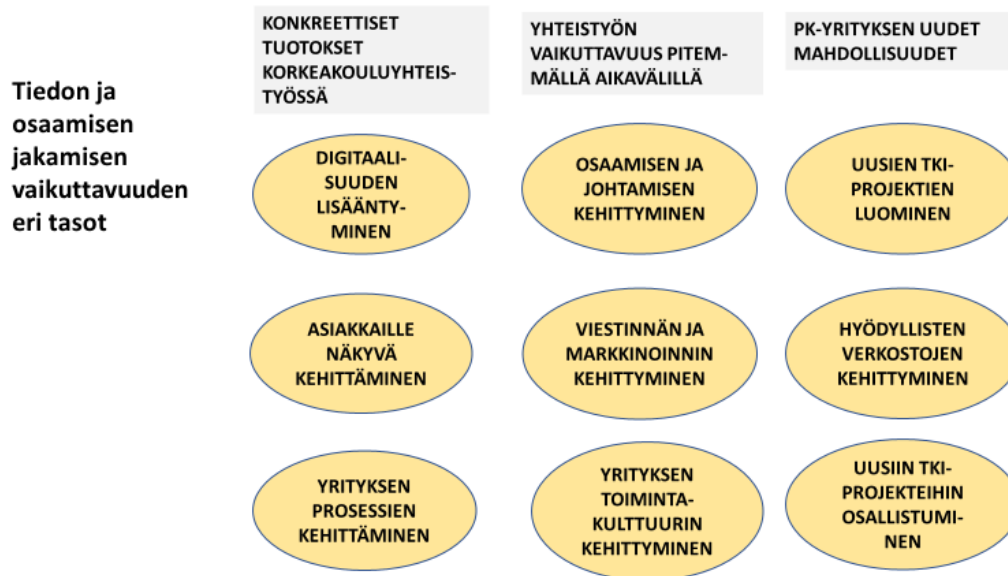 Tiedon ja
osaamisen
jakamisen
vaikuttavuuden
eri tasot
KONKREETTISET
TUOTOKSET
KORKEAKOULUYHTEIS-
TYÖSSÄ
DIGITAALI-
SUUDEN
LISÄÄNTY-
MINEN
ASIAKKAILLE
NÄKYVÄ
KEHITTÄMINEN
YRITYKSEN
PROSESSIEN
KEHITTÄMINEN
YHTEISTYÖN
VAIKUTTAVUUS PITEM-
MÄLLÄ AIKAVÄLILLÄ
OSAAMISEN JA
JOHTAMISEN
KEHITTYMINEN
VIESTINNÄN JA
MARKKINOINNIN
KEHITTYMINEN
YRITYKSEN
TOIMINTA-
KULTTUURIN
KEHITTYMINEN
PK-YRITYKSEN UUDET
MAHDOLLISUUDET
UUSIEN TKI-
PROJEKTIEN
LUOMINEN
HYÖDYLLISTEN
VERKOSTOJEN
KEHITTYMINEN
UUSIIN TKI-
PROJEKTEIHIN
OSALLISTUMI-
NEN